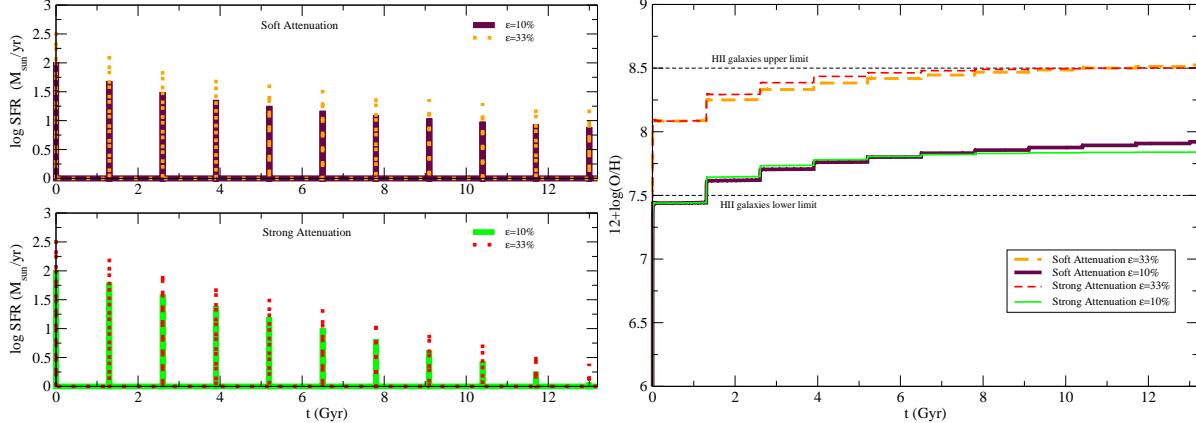 3
2.5
2
1.5
1
0.5
0
log SFR (M_sun/yr)
Soft Attenuation
ε=10%
ε=33%
0 2 4 6 8 10 12
3
2.5
2
1.5
1
0.5
0
log SFR (M_sun/yr)
Strong Attenuation
ε=10%
ε=33%
0 2 4 6 8 10 12
t (Gyr)
9
8.5
8
7.5
7
6.5
6
12+log(O/H)
HII galaxies upper limit
HII galaxies lower limit
Soft Attenuation ε=33%
Soft Attenuation ε=10%
Strong Attenuation ε=33%
Strong Attenuation ε=10%
0 2 4 6 8 10 12
t (Gyr)